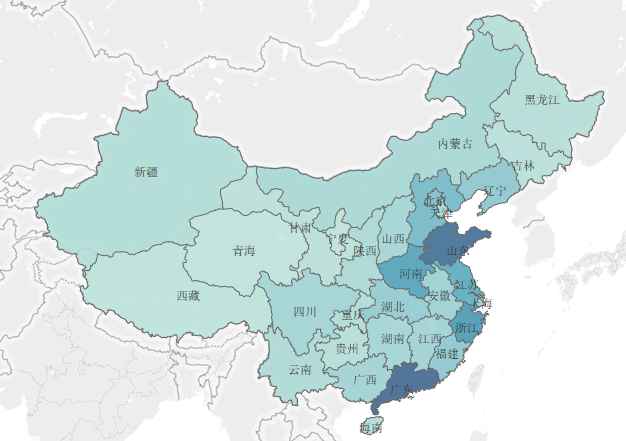 黑龙江
内蒙古
吉林
新疆
辽宁
北京
天津
甘肃
宁夏
山西
青海
陕西
山东
河南
西藏
江苏
安徽
上海
四川
湖北
重庆
浙江
湖南
江西
贵州
福建
云南
广西
广东
海南